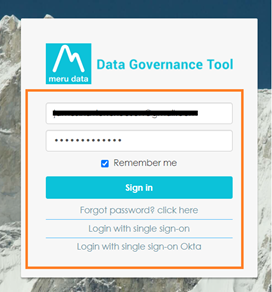 meru data
Data Governance Tool
Remember me
Sign in
Forgot password? click here
Login with single sign-on
Login with single sign-on Okta